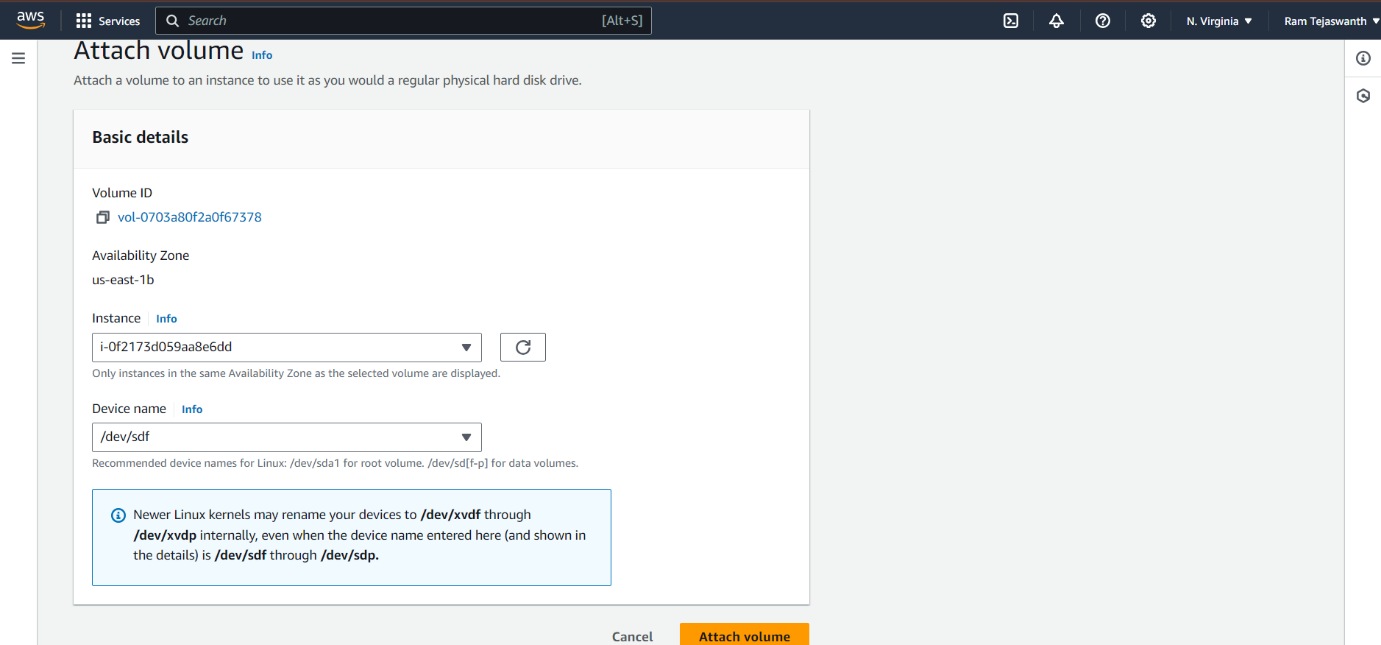 aws
Services
Search
[Alt+S]
N. Virginia
Ram Tejaswanth
Attach volume Info
Attach a volume to an instance to use it as you would a regular physical hard disk drive.
Basic details
Volume ID
vol-0703a80f2a0f67378
Availability Zone
us-east-1b
Instance Info
i-0f2173d059aa8e6dd
Only instances in the same Availability Zone as the selected volume are displayed.
Device name Info
/dev/sdf
Recommended device names for Linux: /dev/sda1 for root volume. /dev/sd[f-p] for data volumes.
Newer Linux kernels may rename your devices to /dev/xvdf through
/dev/xvdp internally, even when the device name entered here (and shown in
the details) is /dev/sdf through /dev/sdp.
Cancel
Attach volume